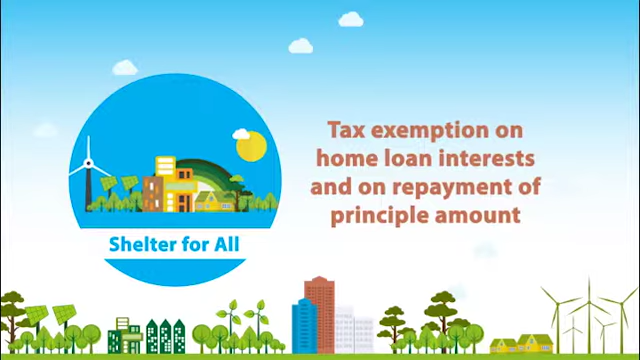 Tax exemption on
home loan interests
and on repayment of
principle amount
Shelter for All